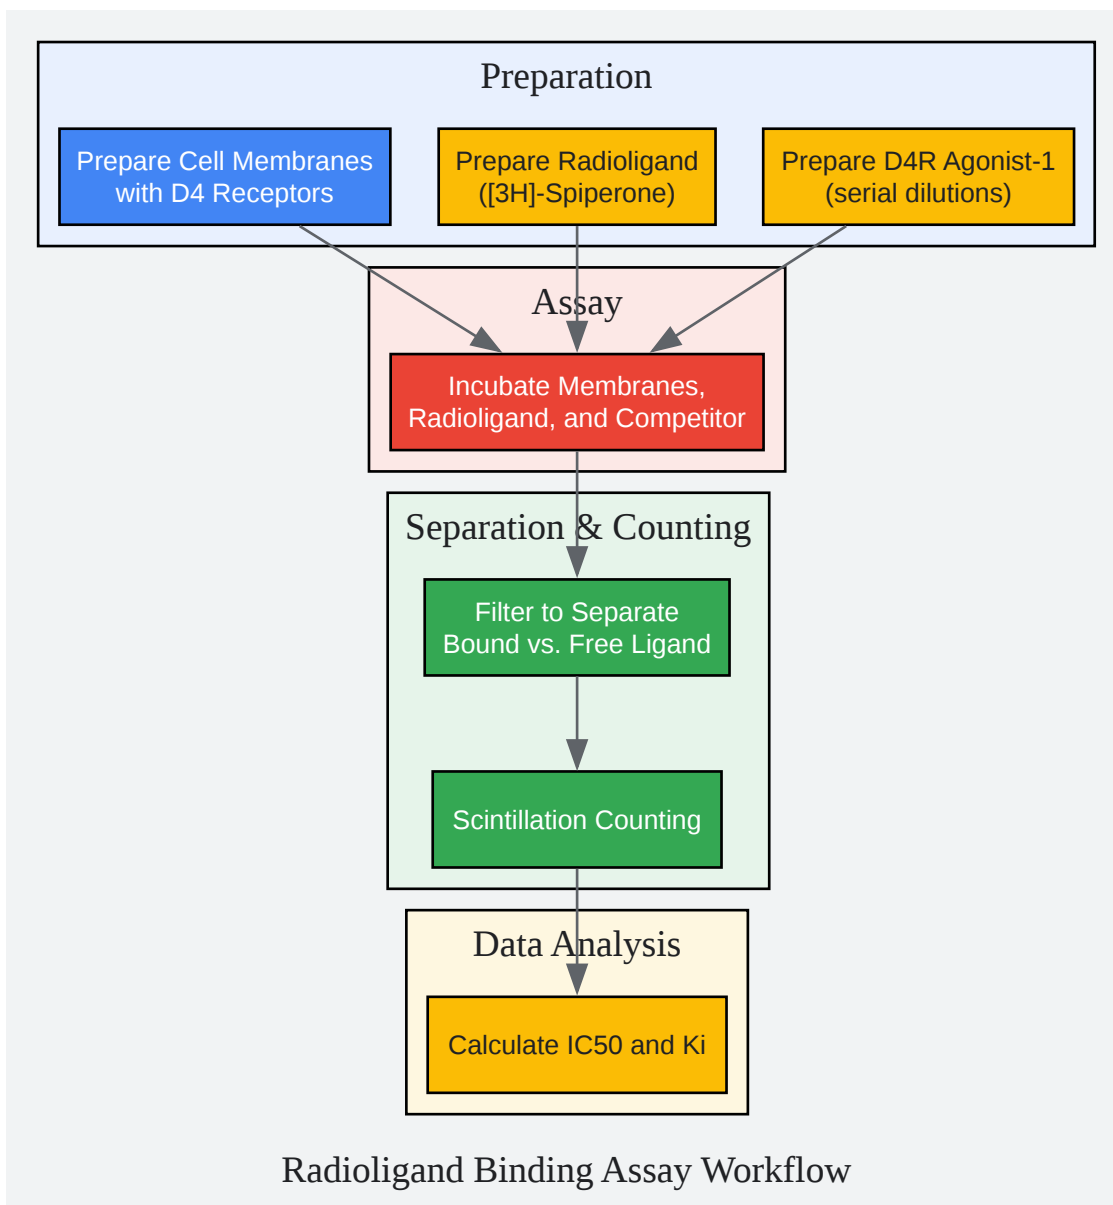 Preparation
Prepare Cell Membranes
with D4 Receptors
Prepare Radioligand
([3H]-Spiperone)
Prepare D4R Agonist-1
(serial dilutions)
Assay
Incubate Membranes,
Radioligand, and Competitor
Separation & Counting
Filter to Separate
Bound vs. Free Ligand
Scintillation Counting
Data Analysis
Calculate IC50 and Ki
Radioligand Binding Assay Workflow